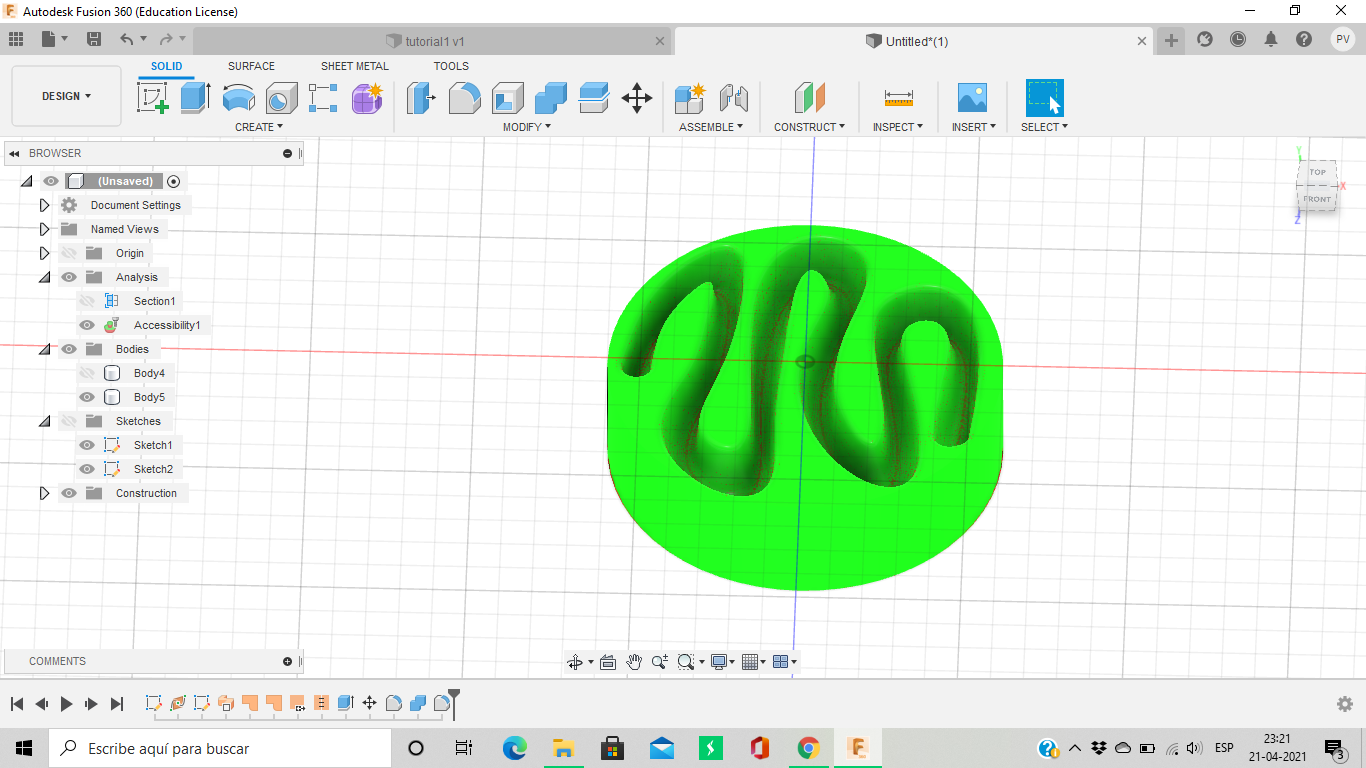 Autodesk Fusion 360 (Education License)
tutorial1 v1
Untitled*(1)
PV
SOLID SURFACE SHEET METAL TOOLS
DESIGN
CREATE MODIFY ASSEMBLE CONSTRUCT INSPECT INSERT SELECT
BROWSER
(Unsaved)
Document Settings
Named Views
Origin
Analysis
Section1
Accessibility1
Bodies
Body4
Body5
Sketches
Sketch1
Sketch2
Construction
Y
TOP
X
FRONT
Z
COMMENTS
Escribe aquí para buscar
ESP
23:21
21-04-2021
3